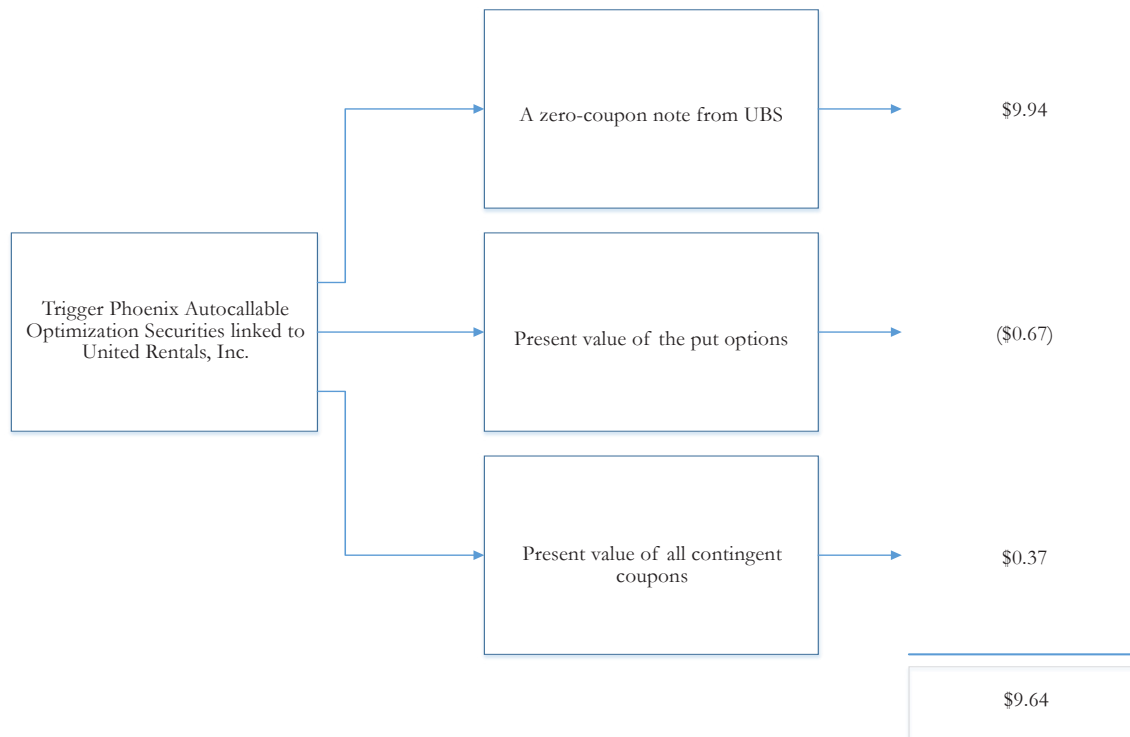 A zero-coupon note from UBS
$9.94
Trigger Phoenix Autocallable
Optimization Securities linked to
United Rentals, Inc.
Present value of the put options
($0.67)
Present value of all contingent
coupons
$0.37
$9.64